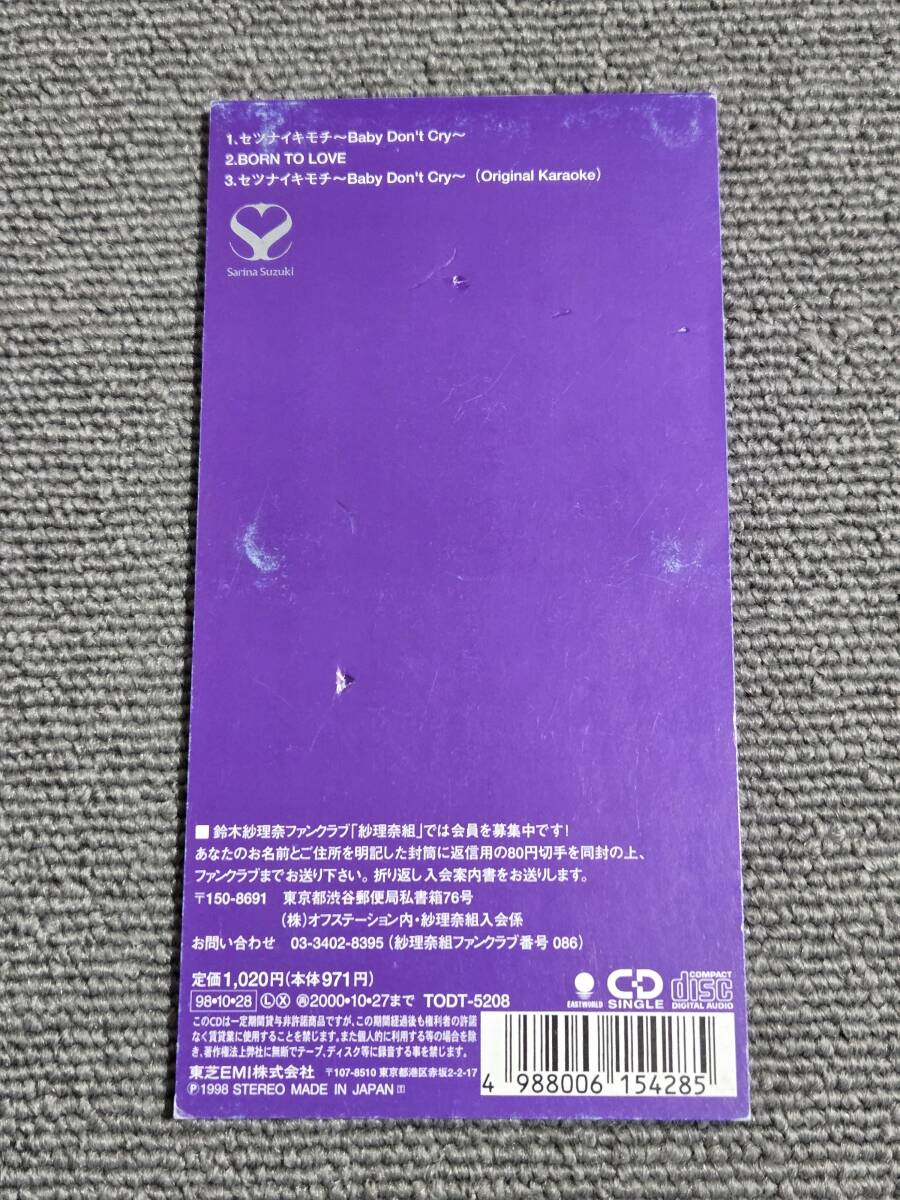 1.セツナイキモチ～Baby Don't Cry～
2.BORN TO LOVE
3.セツナイキモチ～Baby Don't Cry～（Original Karaoke）
Sarina Suzuki
■ 鈴木紗理奈ファンクラブ「紗理奈組」では会員を募集中です!
あなたのお名前とご住所を明記した封筒に返信用の80円切手を同封の上、
ファンクラブまでお送り下さい。折り返し入会案内書をお送りします。
〒150-8691 東京都渋谷郵便局私書箱76号
（株）オフステーション内・紗理奈組入会係
お問い合わせ 03-3402-8395（紗理奈組ファンクラブ番号 086）
定価1,020円（本体971円）
98•10•28 Ⓛ Ⓧ ㊞2000•10•27まで TODT-5208
EASTWORLD
CD SINGLE
COMPACT disc DIGITAL AUDIO
このCDは一定期間貸与非許諾商品ですが、この期間経過後も権利者の許諾
なく賃貸業に使用することを禁じます。また個人的に利用する等の場合を除
き、著作権法上弊社に無断でテープ、ディスク等に録音する事を禁じます。
東芝EMI株式会社 〒107-8510 東京都港区赤坂2-2-17
Ⓟ1998 STEREO MADE IN JAPAN
4 988006 154285